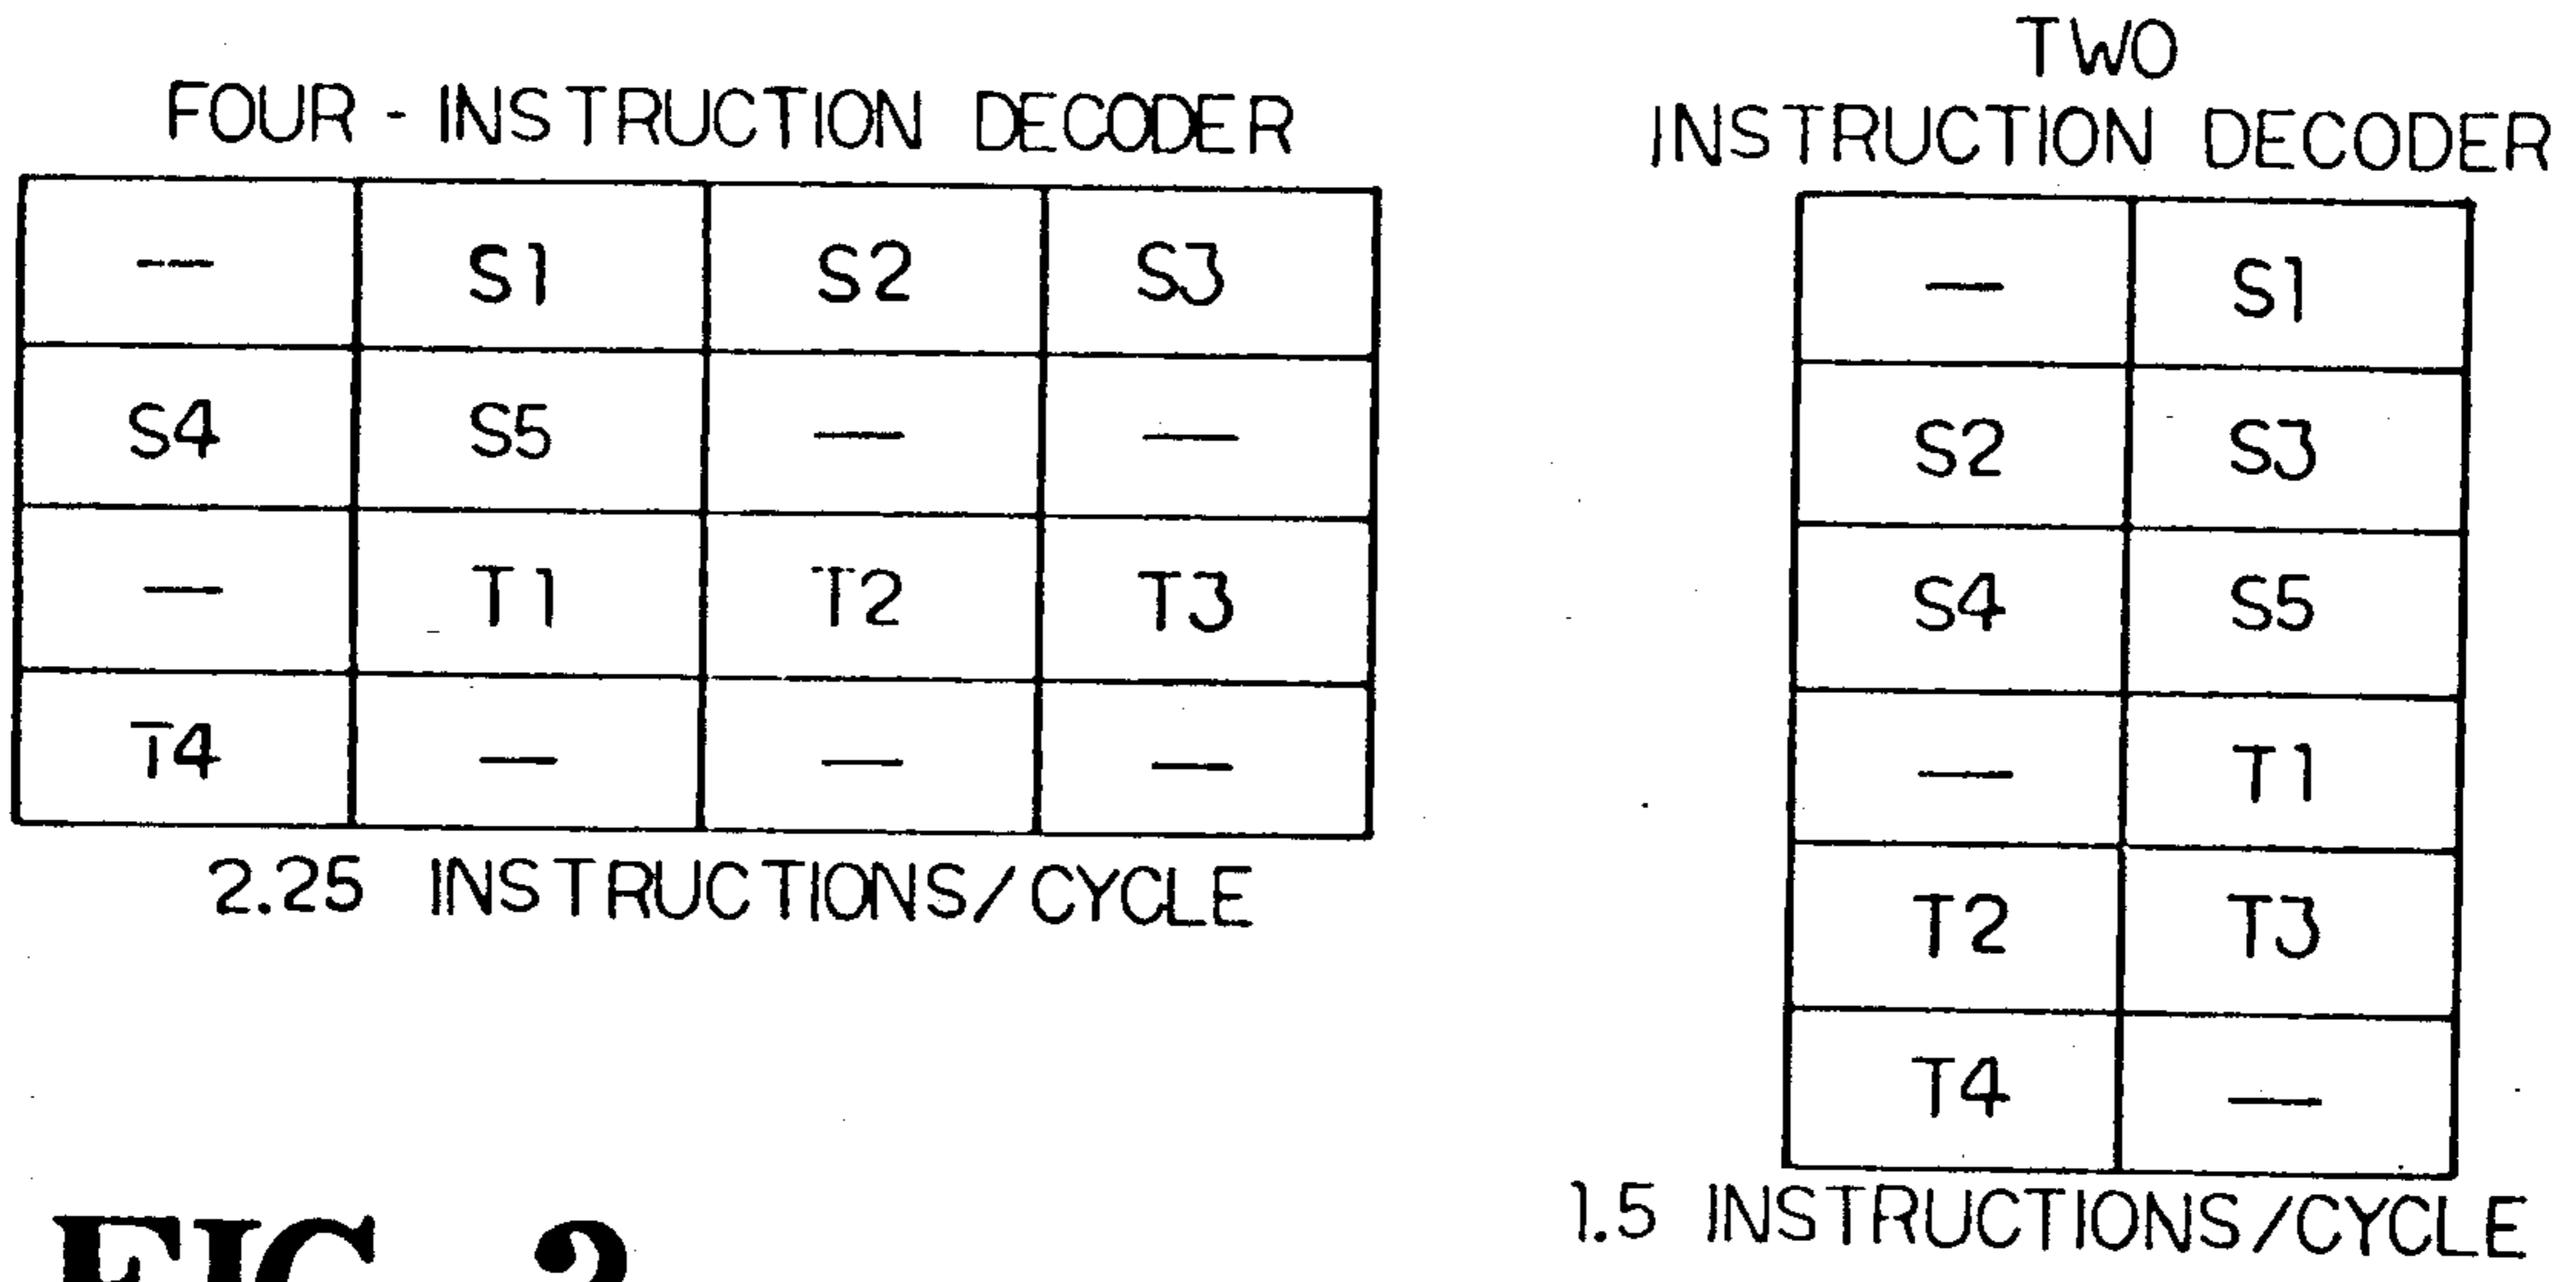 FOUR - INSTRUCTION DECODER
— S1 S2 S3
S4 S5 — —
— T1 T2 T3
T4 — — —
2.25 INSTRUCTIONS/CYCLE
TWO
INSTRUCTION DECODER
— S1
S2 S3
S4 S5
— T1
T2 T3
T4 —
1.5 INSTRUCTIONS/CYCLE